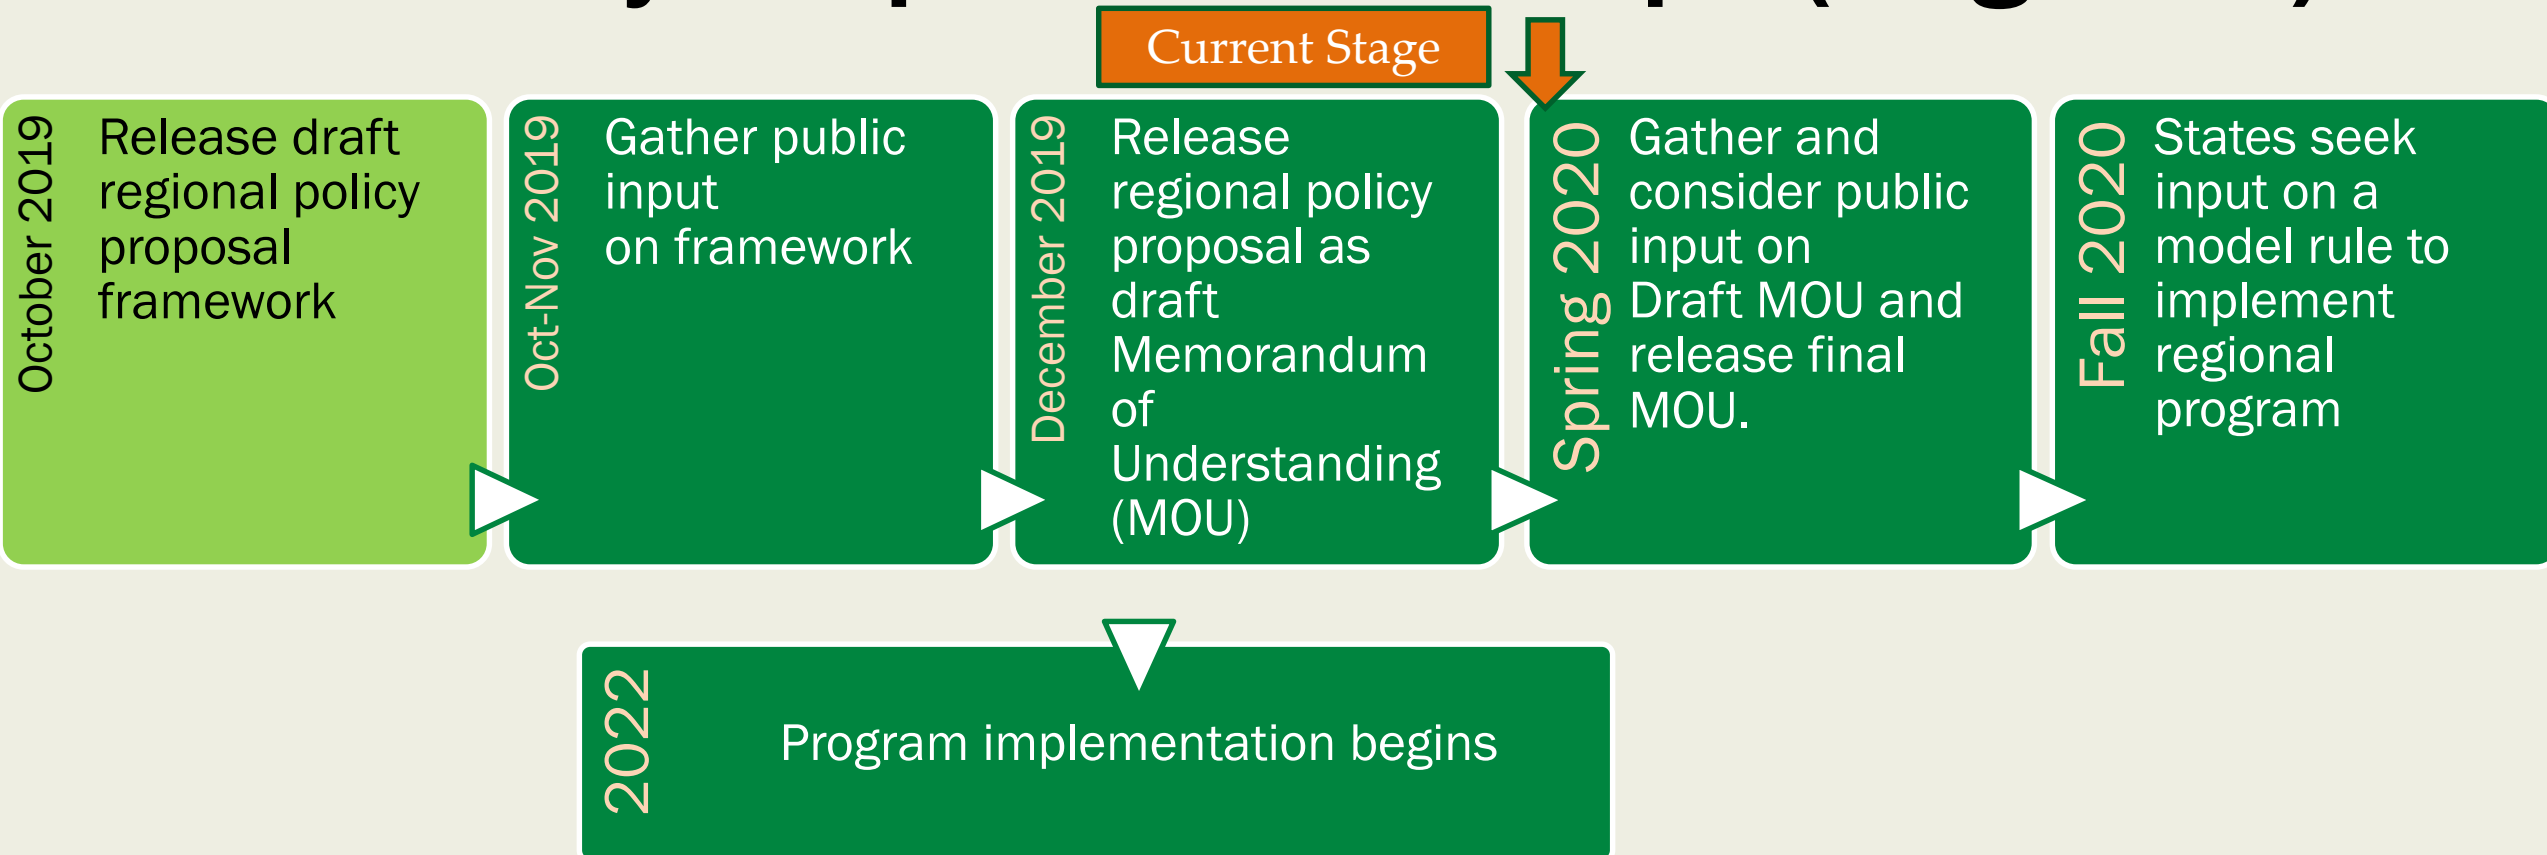 Current Stage
October 2019
Release draft
regional policy
proposal
framework
Oct-Nov 2019
Gather public
input
on framework
December 2019
Release
regional policy
proposal as
draft
Memorandum
of
Understanding
(MOU)
Spring 2020
Gather and
consider public
input on
Draft MOU and
release final
MOU.
Fall 2020
States seek
input on a
model rule to
implement
regional
program
2022
Program implementation begins